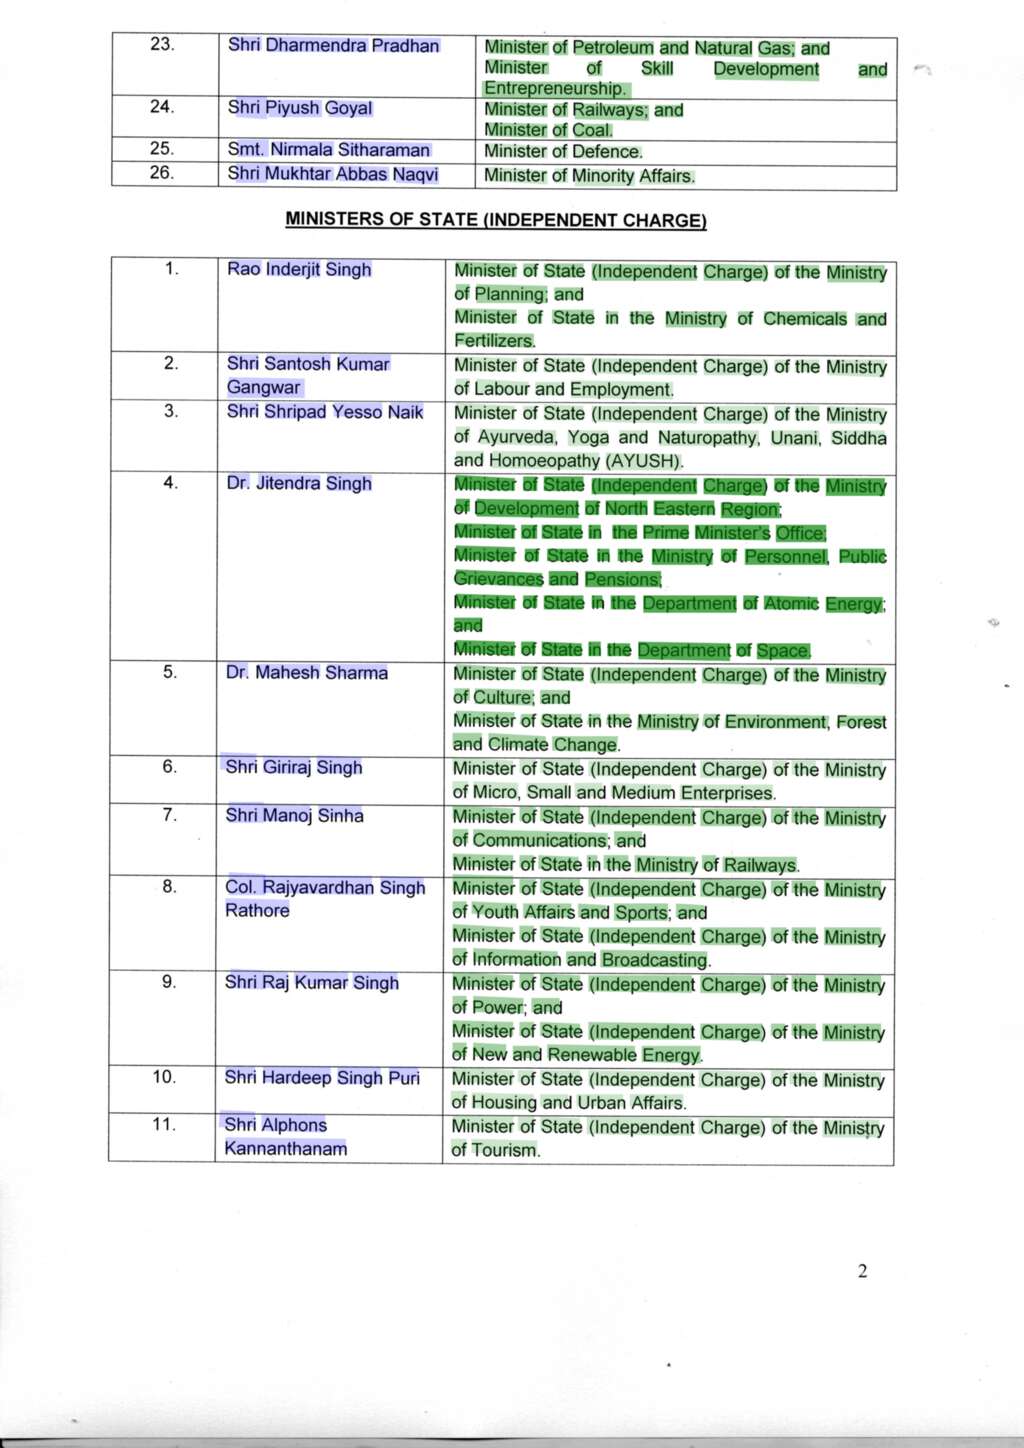 23. Shri Dharmendra Pradhan Minister of Petroleum and Natural Gas; and
Minister of Skill Development and
Entrepreneurship.
24. Shri Piyush Goyal Minister of Railways; and
Minister of Coal.
25. Smt. Nirmala Sitharaman Minister of Defence.
26. Shri Mukhtar Abbas Naqvi Minister of Minority Affairs.
MINISTERS OF STATE (INDEPENDENT CHARGE)
1. Rao Inderjit Singh Minister of State (Independent Charge) of the Ministry
of Planning; and
Minister of State in the Ministry of Chemicals and
Fertilizers.
2. Shri Santosh Kumar Minister of State (Independent Charge) of the Ministry
Gangwar of Labour and Employment.
3. Shri Shripad Yesso Naik Minister of State (Independent Charge) of the Ministry
of Ayurveda, Yoga and Naturopathy, Unani, Siddha
and Homoeopathy (AYUSH).
4. Dr. Jitendra Singh Minister of State (Independent Charge) of the Ministry
of Development of North Eastern Region;
Minister of State in the Prime Minister's Office;
Minister of State in the Ministry of Personnel, Public
Grievances and Pensions;
Minister of State in the Department of Atomic Energy;
and
Minister of State in the Department of Space.
5. Dr. Mahesh Sharma Minister of State (Independent Charge) of the Ministry
of Culture; and
Minister of State in the Ministry of Environment, Forest
and Climate Change.
6. Shri Giriraj Singh Minister of State (Independent Charge) of the Ministry
of Micro, Small and Medium Enterprises.
7. Shri Manoj Sinha Minister of State (Independent Charge) of the Ministry
of Communications; and
Minister of State in the Ministry of Railways.
8. Col. Rajyavardhan Singh Minister of State (Independent Charge) of the Ministry
Rathore of Youth Affairs and Sports; and
Minister of State (Independent Charge) of the Ministry
of Information and Broadcasting.
9. Shri Raj Kumar Singh Minister of State (Independent Charge) of the Ministry
of Power; and
Minister of State (Independent Charge) of the Ministry
of New and Renewable Energy.
10. Shri Hardeep Singh Puri Minister of State (Independent Charge) of the Ministry
of Housing and Urban Affairs.
11. Shri Alphons Minister of State (Independent Charge) of the Ministry
Kannanthanam of Tourism.
2